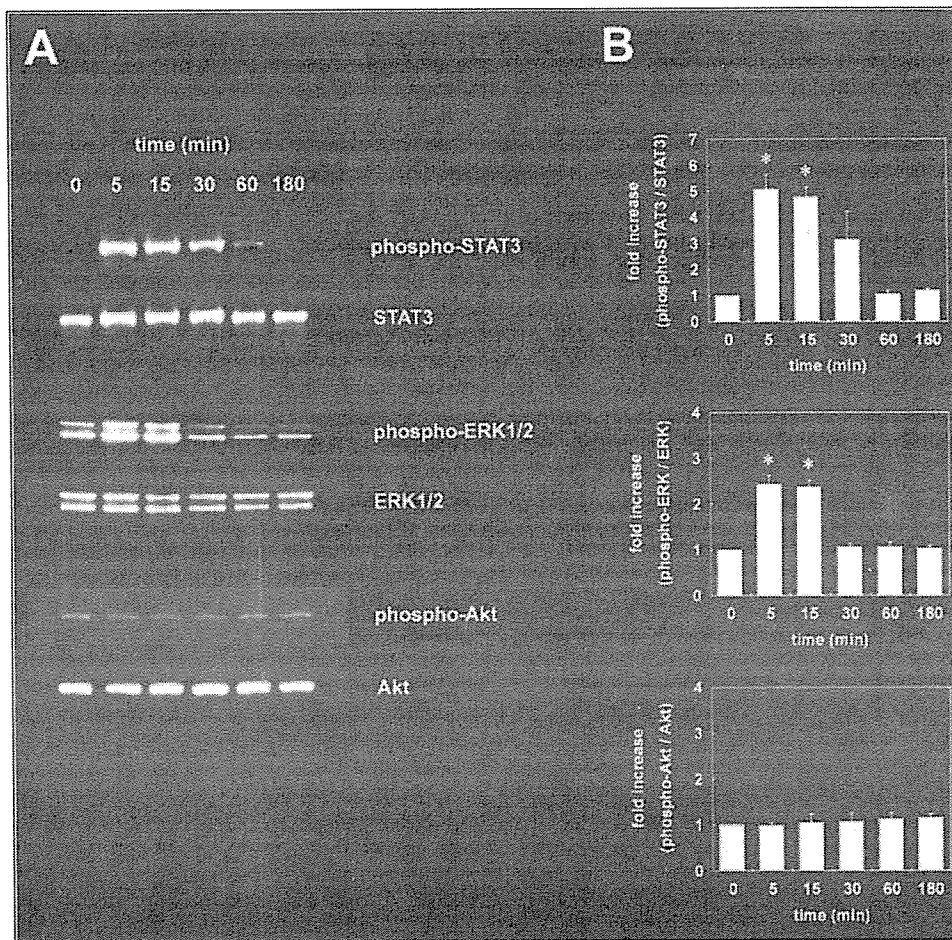 A
time (min)
0 5 15 30 60 180
phospho-STAT3
STAT3
phospho-ERK1/2
ERK1/2
phospho-Akt
Akt
B
fold increase
(phospho-STAT3 / STAT3)
7
6
5
4
3
2
1
0
* *
0 5 15 30 60 180
time (min)
fold increase
(phospho-ERK / ERK)
4
3
2
1
0
* *
0 5 15 30 60 180
time (min)
fold increase
(phospho-Akt / Akt)
4
3
2
1
0
0 5 15 30 60 180
time (min)